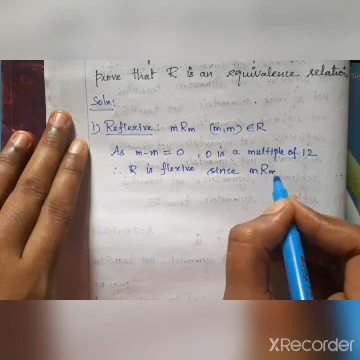 prove that R is an equivalence relation
Soln:
1) Reflexive: mRm (m,m) ∈ R
As m-m = 0 , 0 is a multiple of 12
∴ R is flexive since mRm
XRecorder